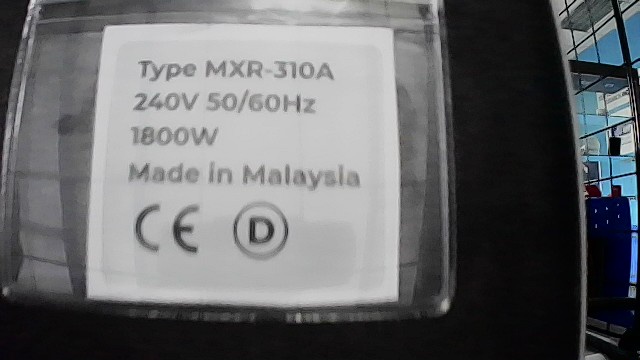 Type MXR-310A
240V 50/60Hz
1800W
Made in Malaysia
CE D